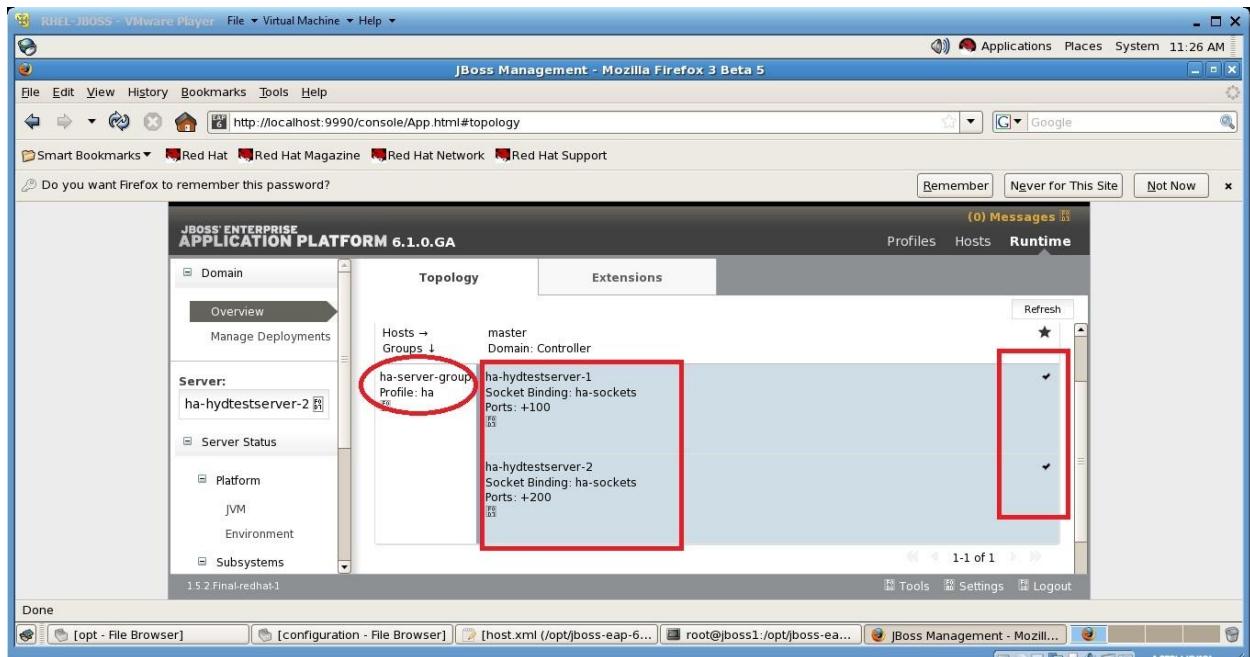 RHEL-JBOSS - VMware Player File Virtual Machine Help
Applications Places System 11:26 AM
JBoss Management - Mozilla Firefox 3 Beta 5
File Edit View History Bookmarks Tools Help
http://localhost:9990/console/App.html#topology
Google
Smart Bookmarks Red Hat Red Hat Magazine Red Hat Network Red Hat Support
Do you want Firefox to remember this password? Remember Never for This Site Not Now
(0) Messages
JBOSS' ENTERPRISE
APPLICATION PLATFORM 6.1.0.GA
Profiles Hosts Runtime
Domain
Overview
Manage Deployments
Server:
ha-hydtestserver-2
Server Status
Platform
JVM
Environment
Subsystems
Topology Extensions
Refresh
Hosts → master
Groups ↓ Domain: Controller
ha-server-group
Profile: ha
ha-hydtestserver-1
Socket Binding: ha-sockets
Ports: +100
ha-hydtestserver-2
Socket Binding: ha-sockets
Ports: +200
1-1 of 1
1.5.2.Final-redhat-1
Tools Settings Logout
Done
[opt - File Browser] [configuration - File Browser] [host.xml (/opt/jboss-eap-6... root@jboss1:/opt/jboss-ea... JBoss Management - Mozill...